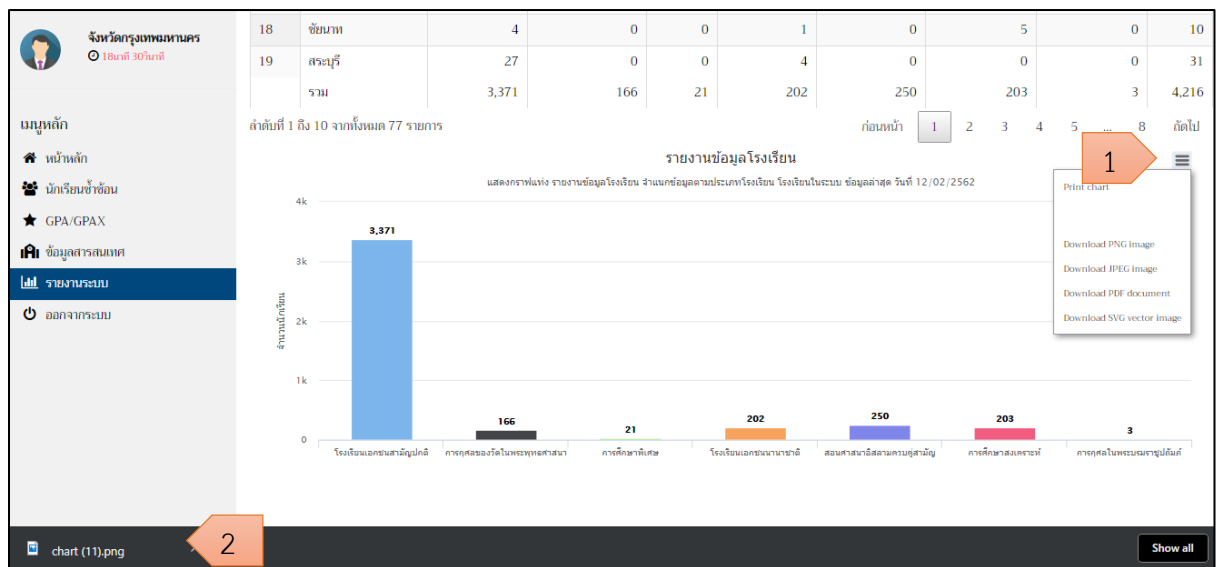 จังหวัดกรุงเทพมหานคร
18นาที 30วินาที
เมนูหลัก
หน้าหลัก
นักเรียนซ้ำซ้อน
GPA/GPAX
ข้อมูลสารสนเทศ
รายงานระบบ
ออกจากระบบ
18 ชัยนาท 4 0 0 1 0 5 0 10
19 สระบุรี 27 0 0 4 0 0 0 31
รวม 3,371 166 21 202 250 203 3 4,216
ลำดับที่ 1 ถึง 10 จากทั้งหมด 77 รายการ
ก่อนหน้า 1 2 3 4 5 ... 8 ถัดไป
รายงานข้อมูลโรงเรียน
แสดงกราฟแท่ง รายงานข้อมูลโรงเรียน จำแนกข้อมูลตามประเภทโรงเรียน โรงเรียนในระบบ ข้อมูลล่าสุด วันที่ 12/02/2562
1
Print chart
Download PNG image
Download JPEG image
Download PDF document
Download SVG vector image
จำนวนนักเรียน
4k
3k
2k
1k
0
3,371
166
21
202
250
203
3
โรงเรียนเอกชนสามัญปกติ
การกุศลของวัดในพระพุทธศาสนา
การศึกษาพิเศษ
โรงเรียนเอกชนนานาชาติ
สอนศาสนาอิสลามควบคู่สามัญ
การศึกษาสงเคราะห์
การกุศลในพระบรมราชูปถัมภ์
chart (11).png
2
Show all